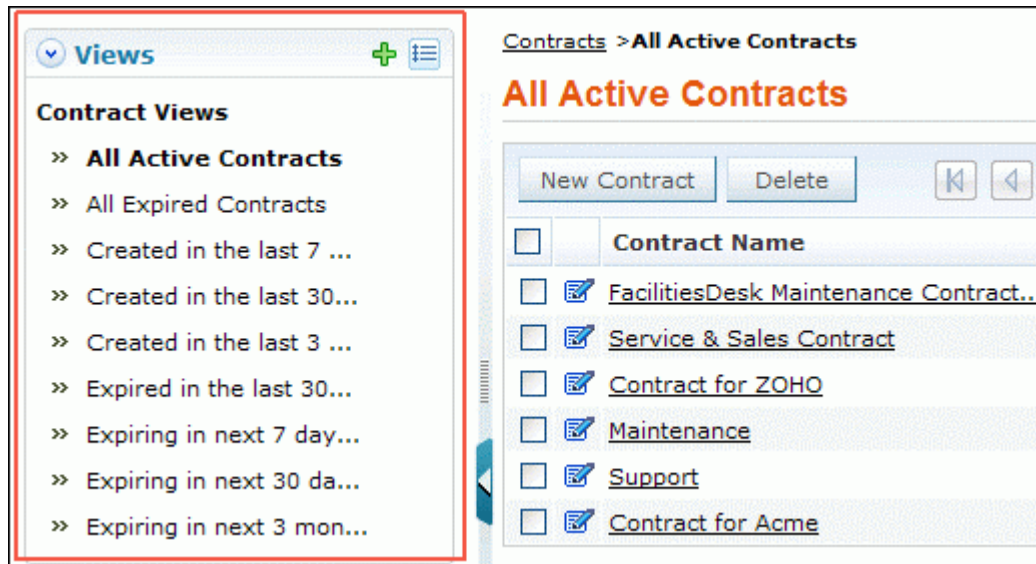 Views
Contract Views
» All Active Contracts
» All Expired Contracts
» Created in the last 7 ...
» Created in the last 30...
» Created in the last 3 ...
» Expired in the last 30...
» Expiring in next 7 day...
» Expiring in next 30 da...
» Expiring in next 3 mon...
Contracts >All Active Contracts
All Active Contracts
New Contract Delete
Contract Name
FacilitiesDesk Maintenance Contract...
Service & Sales Contract
Contract for ZOHO
Maintenance
Support
Contract for Acme